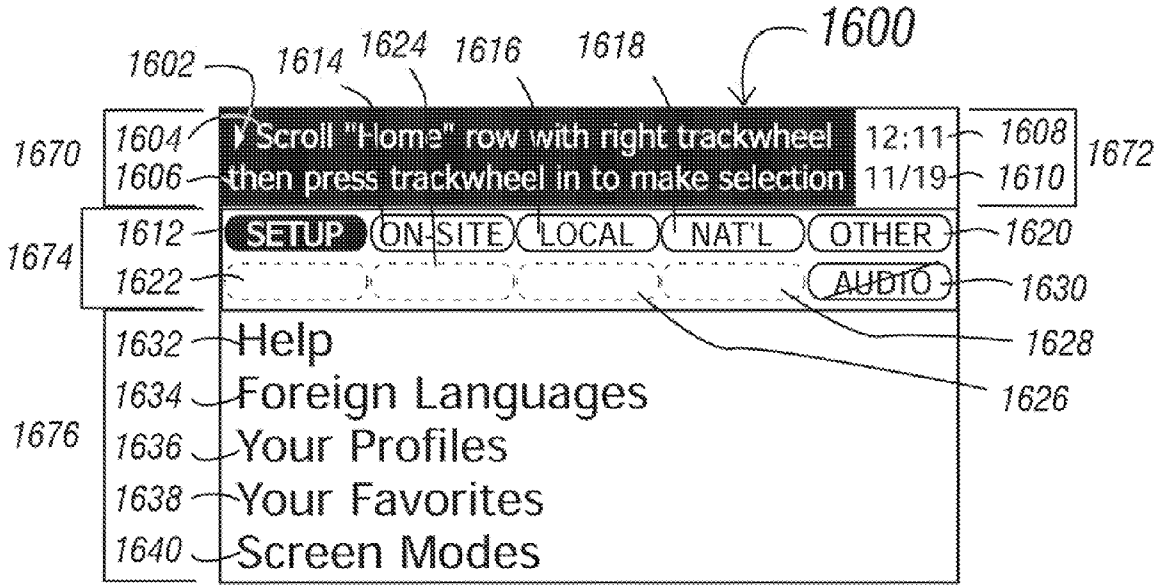 1600
1602 1614 1624 1616 1618
1670 1604 Scroll "Home" row with right trackwheel 12:11 1608 1672
1606 then press trackwheel in to make selection 11/19 1610
1674 1612 SETUP ON-SITE LOCAL NAT'L OTHER 1620
1622 AUDIO 1630
1632 Help 1628
1634 Foreign Languages 1626
1676 1636 Your Profiles
1638 Your Favorites
1640 Screen Modes